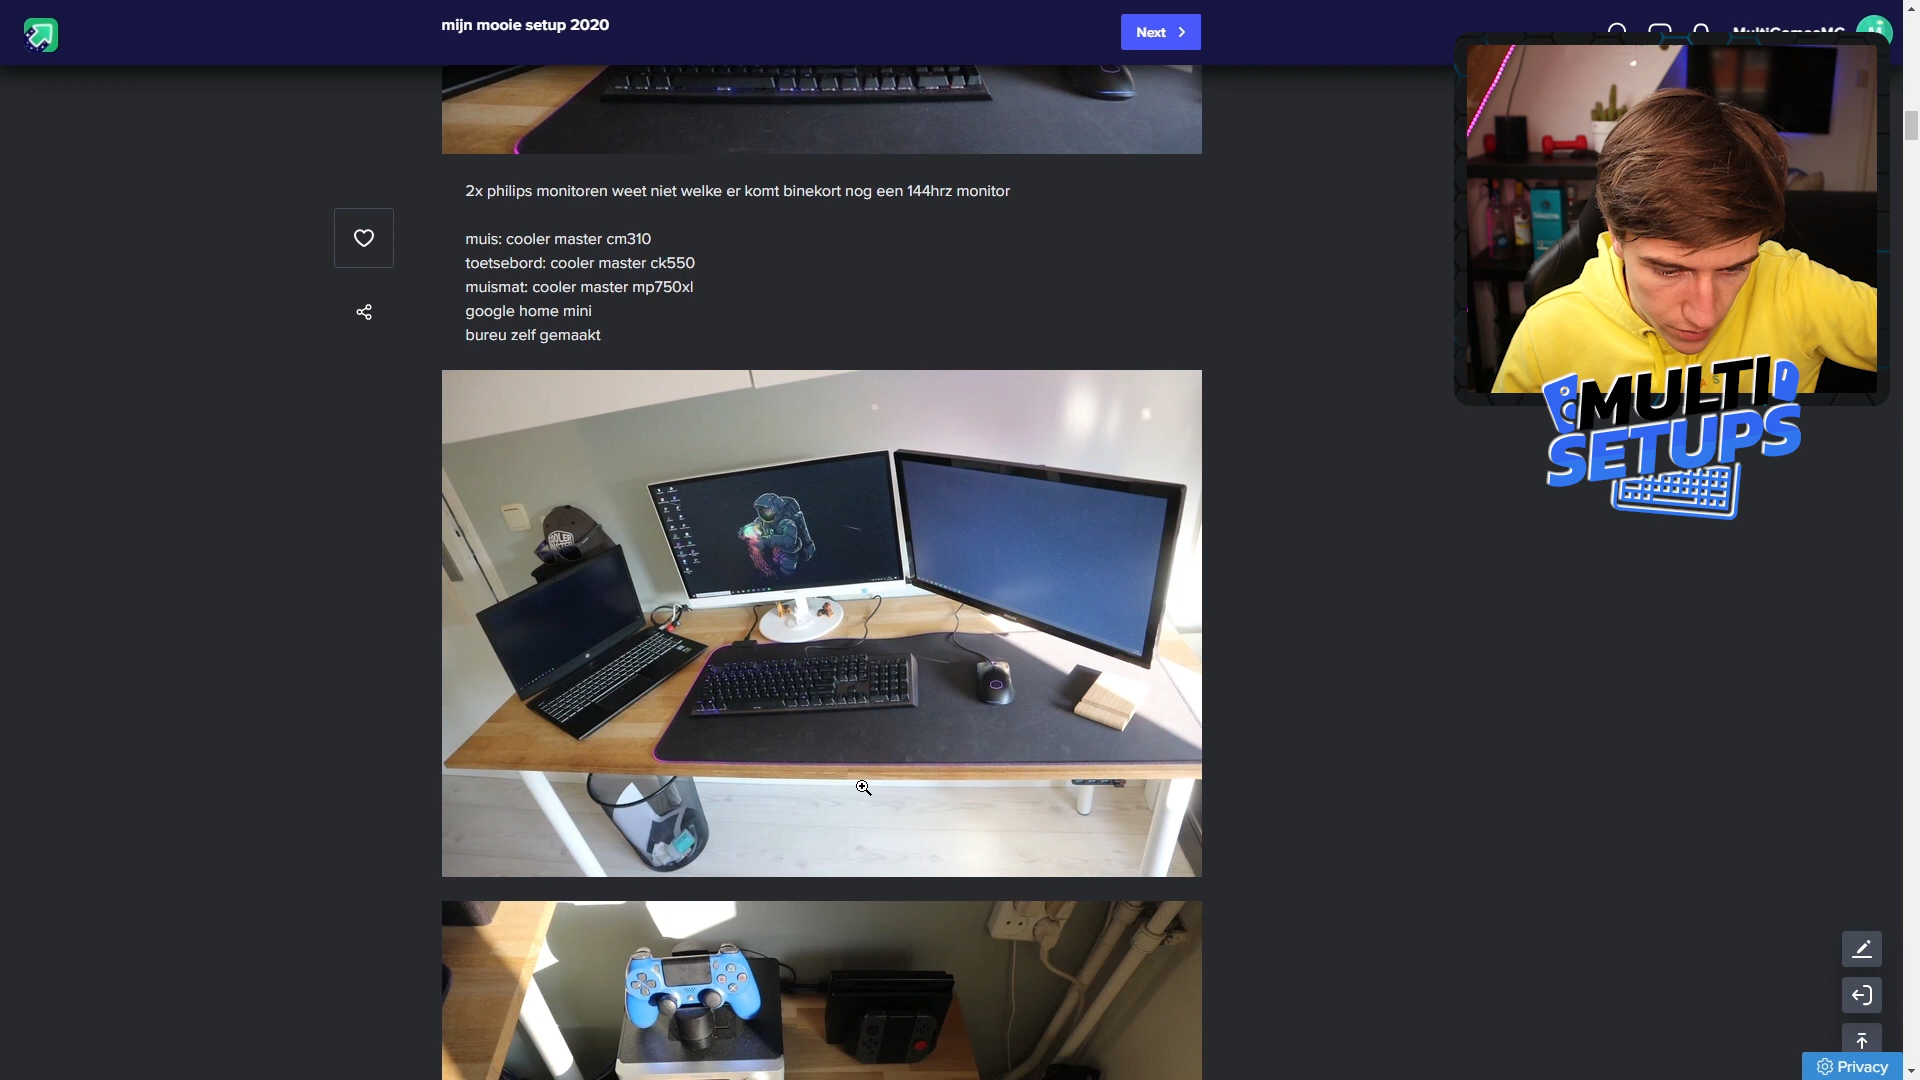 mijn mooie setup 2020
Next
2x philips monitoren weet niet welke er komt binekort nog een 144hrz monitor
muis: cooler master cm310
toetsebord: cooler master ck550
muismat: cooler master mp750xl
google home mini
bureu zelf gemaakt
MULTI
SETUPS
Privacy